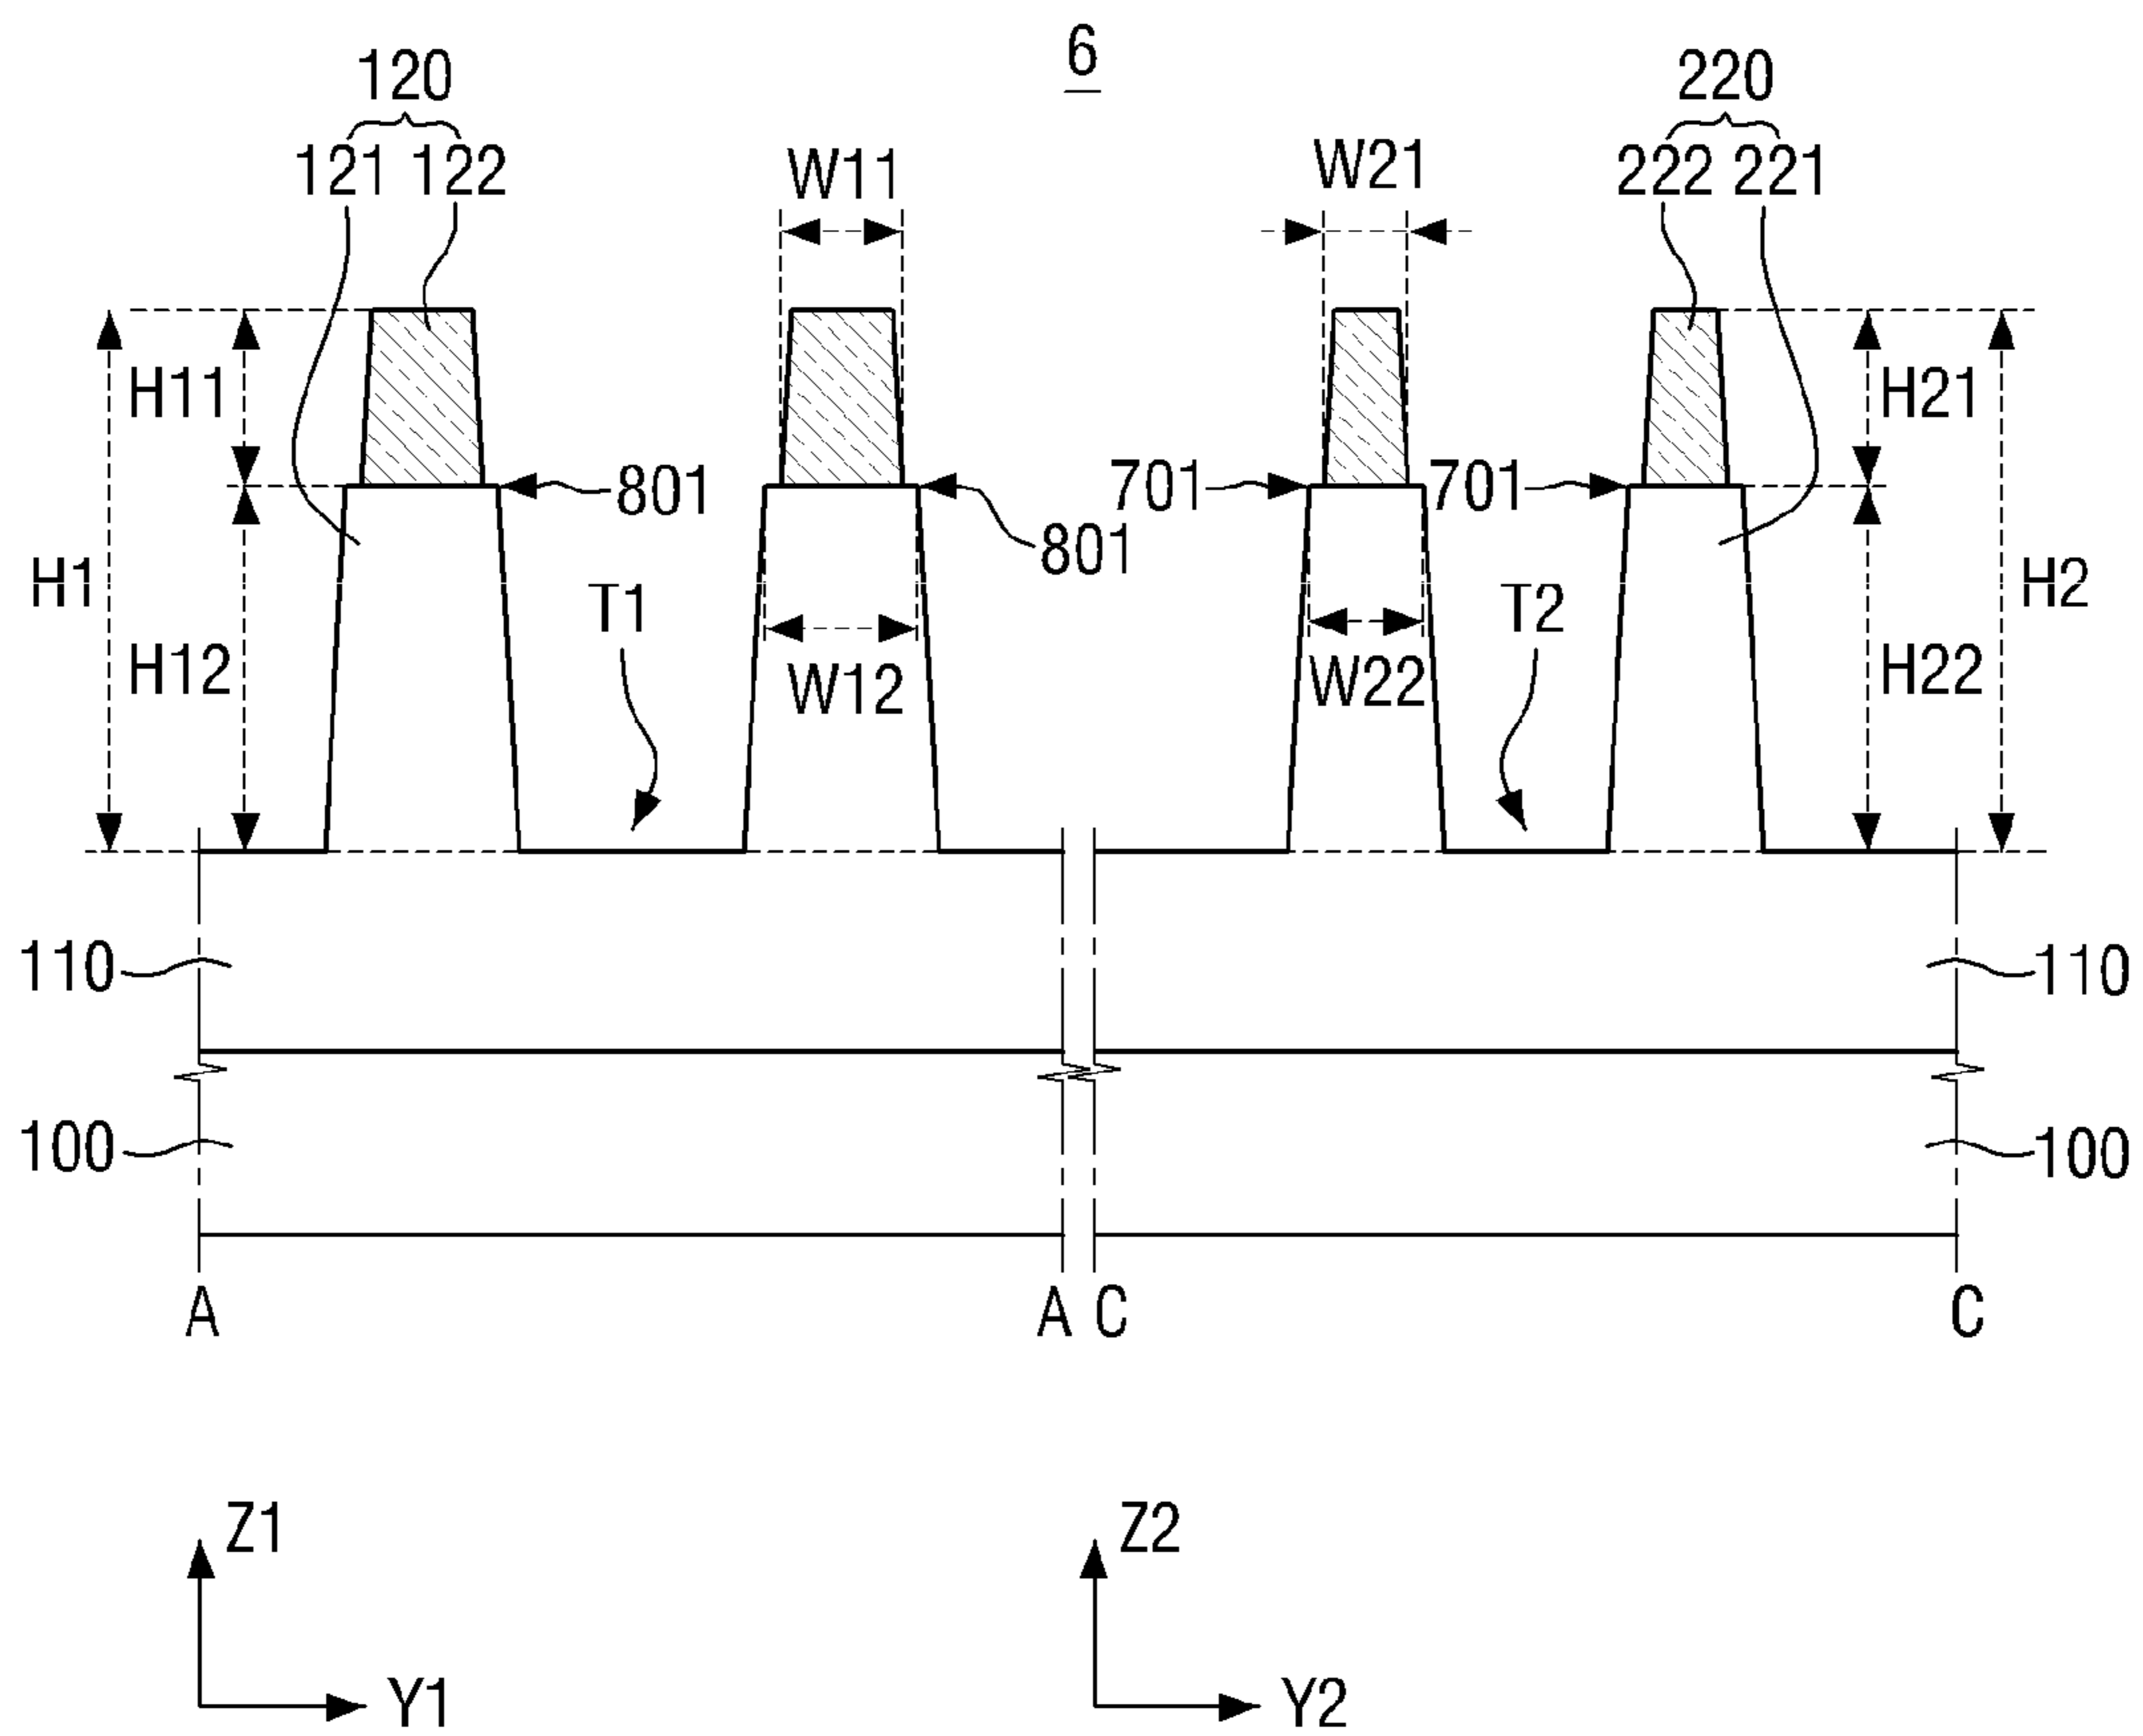 6
120 220
121 122 W11 W21 222 221
H11 H21
801 701 701
801
H1 T1 T2 H2
H12 W12 W22 H22
110 110
100 100
A A C C
Z1 Z2
Y1 Y2